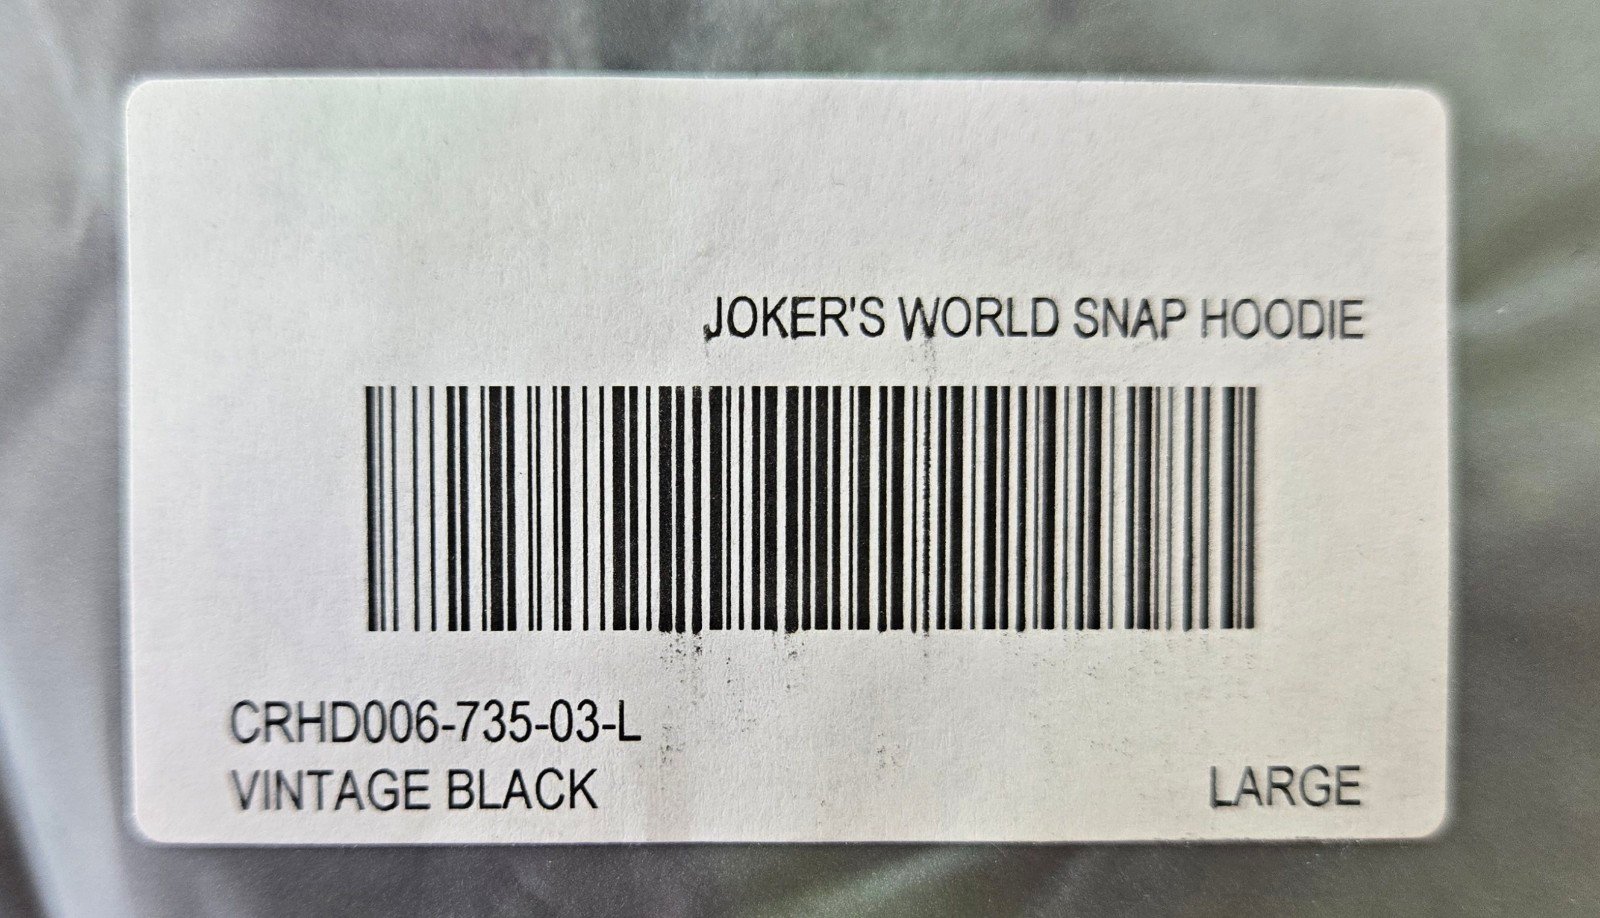 JOKER'S WORLD SNAP HOODIE
CRHD006-735-03-L
VINTAGE BLACK
LARGE